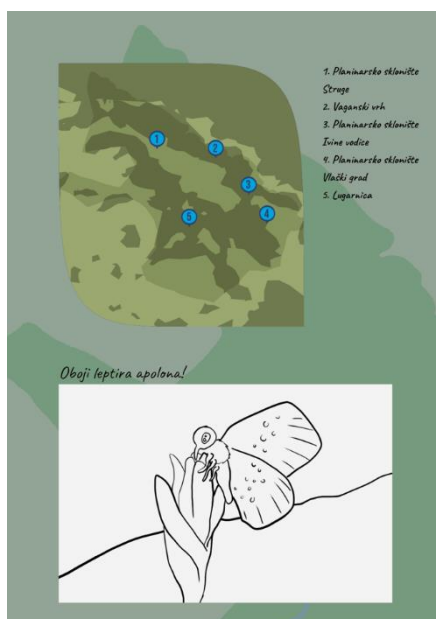 1. Planinarsko sklonište
Struge
2. Vaganski vrh
3. Planinarsko sklonište
Ivine vodice
4. Planinarsko sklonište
Vlaški grad
5. Lugarnica
1
2
3
4
5
Oboji leptira apolona!